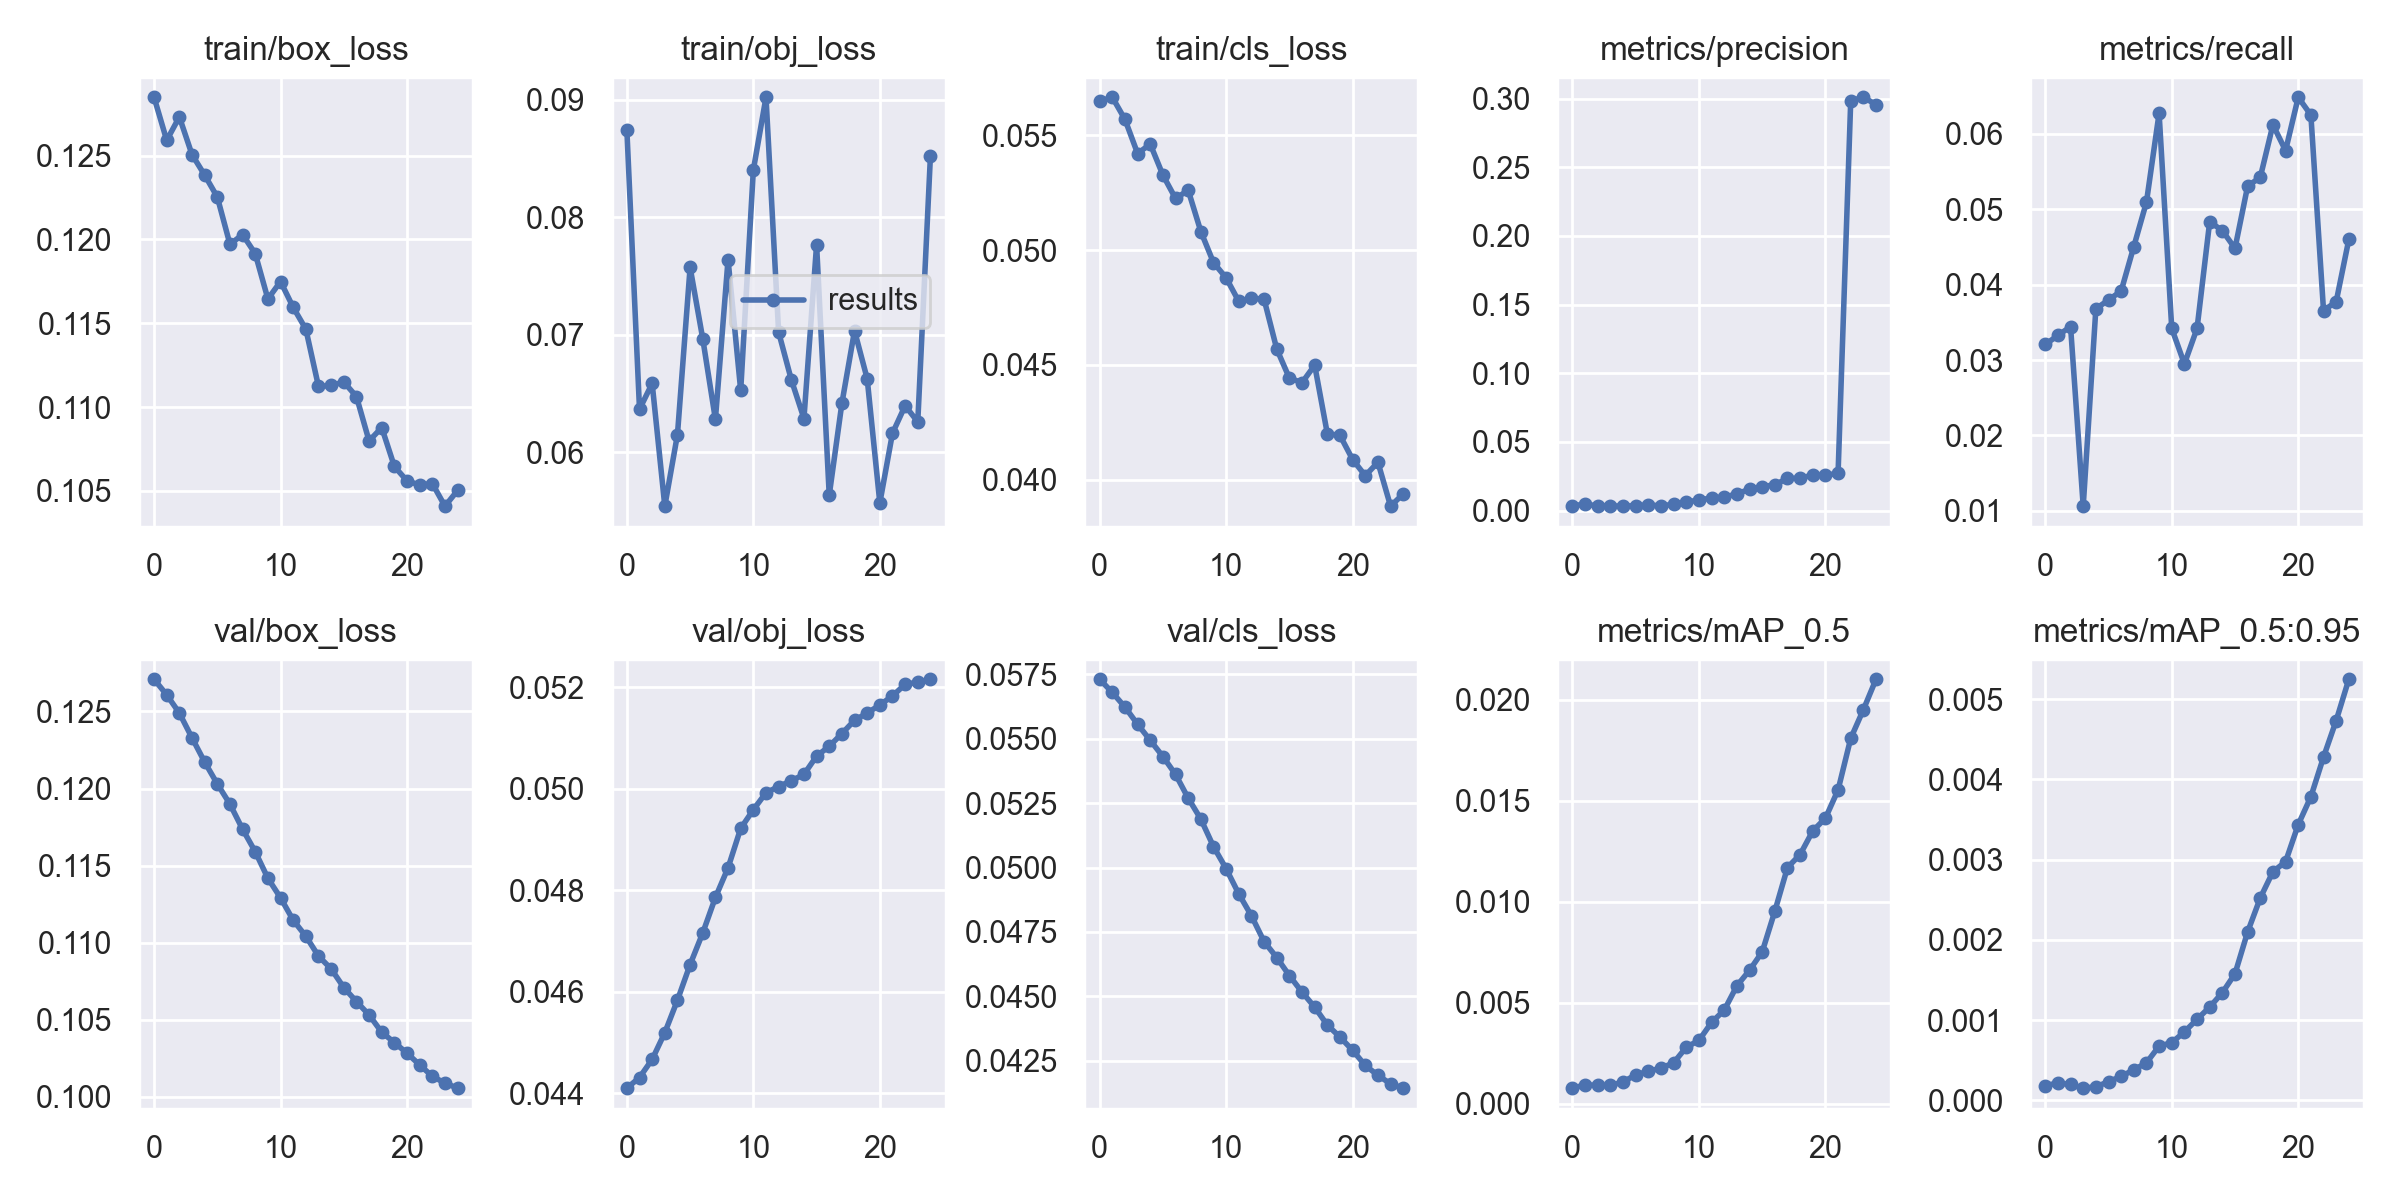 train/box_loss
0.125
0.120
0.115
0.110
0.105
0 10 20
train/obj_loss
0.09
0.08
0.07
0.06
results
0 10 20
train/cls_loss
0.055
0.050
0.045
0.040
0 10 20
metrics/precision
0.30
0.25
0.20
0.15
0.10
0.05
0.00
0 10 20
metrics/recall
0.06
0.05
0.04
0.03
0.02
0.01
0 10 20
val/box_loss
0.125
0.120
0.115
0.110
0.105
0.100
0 10 20
val/obj_loss
0.052
0.050
0.048
0.046
0.044
0 10 20
val/cls_loss
0.0575
0.0550
0.0525
0.0500
0.0475
0.0450
0.0425
0 10 20
metrics/mAP_0.5
0.020
0.015
0.010
0.005
0.000
0 10 20
metrics/mAP_0.5:0.95
0.005
0.004
0.003
0.002
0.001
0.000
0 10 20